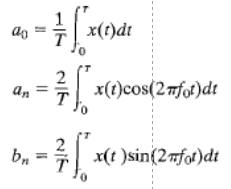 a₀ = 1/T ∫₀ᵀ x(t)dt
aₙ = 2/T ∫₀ᵀ x(t)cos(2πf₀t)dt
bₙ = 2/T ∫₀ᵀ x(t )sin(2πf₀t)dt